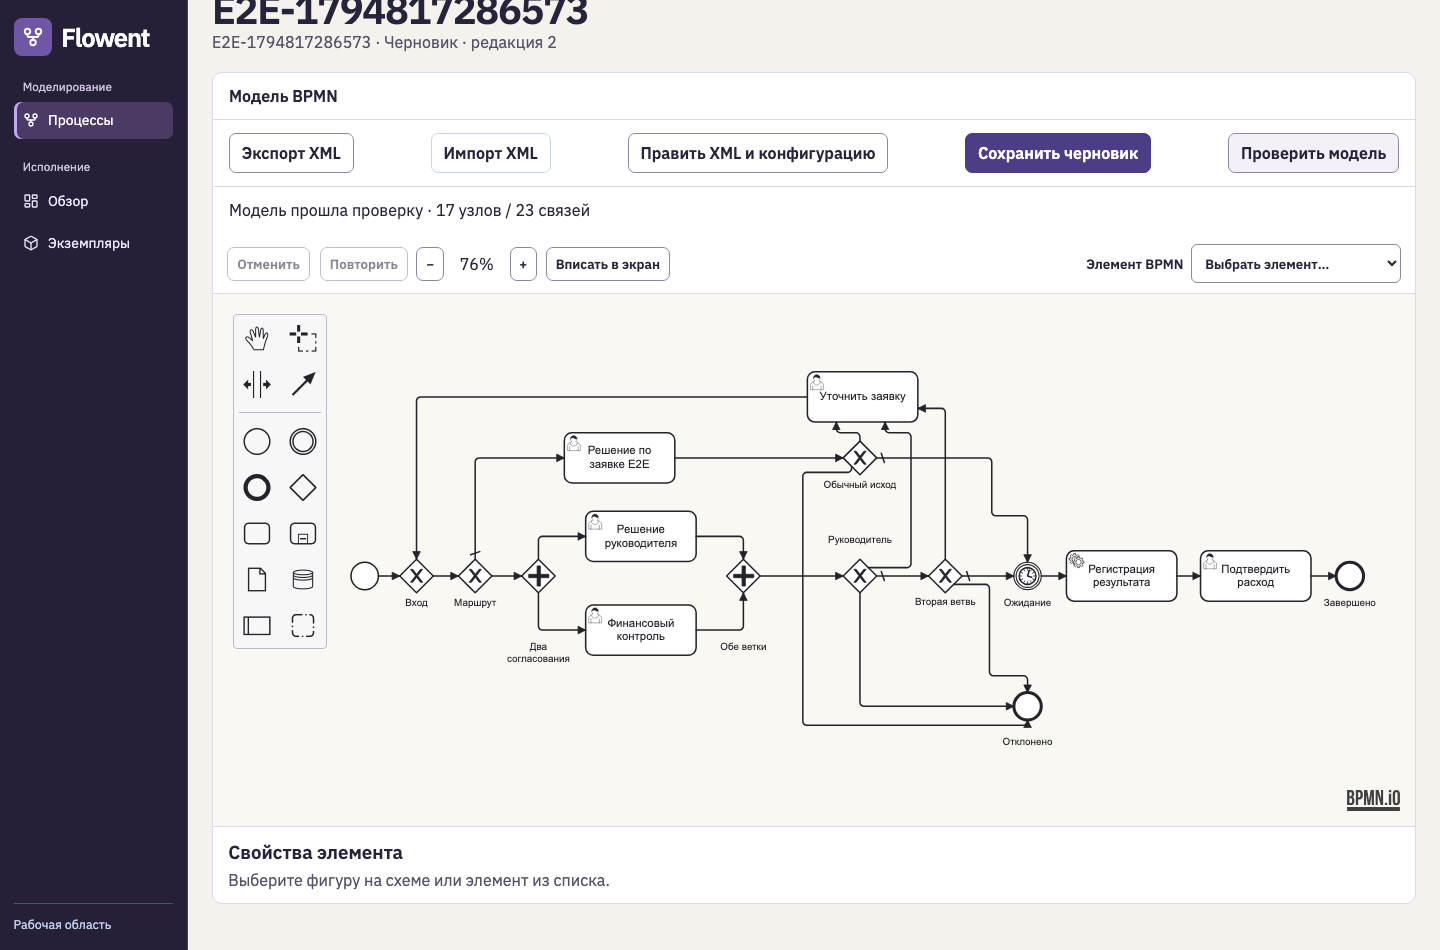 E2E-1794817286573
Flowent
E2E-1794817286573 · Черновик · редакция 2
Моделирование
Процессы
Исполнение
Обзор
Экземпляры
Рабочая область
Модель BPMN
Экспорт XML
Импорт XML
Править XML и конфигурацию
Сохранить черновик
Проверить модель
Модель прошла проверку · 17 узлов / 23 связей
Отменить
Повторить
−
76%
+
Вписать в экран
Элемент BPMN
Выбрать элемент...
Уточнить заявку
Решение по
заявке E2E
Обычный исход
Решение
руководителя
Руководитель
Вход
Маршрут
Вторая ветвь
Ожидание
Регистрация
результата
Подтвердить
расход
Завершено
Финансовый
контроль
Два
согласования
Обе ветки
Отклонено
BPMN.iO
Свойства элемента
Выберите фигуру на схеме или элемент из списка.